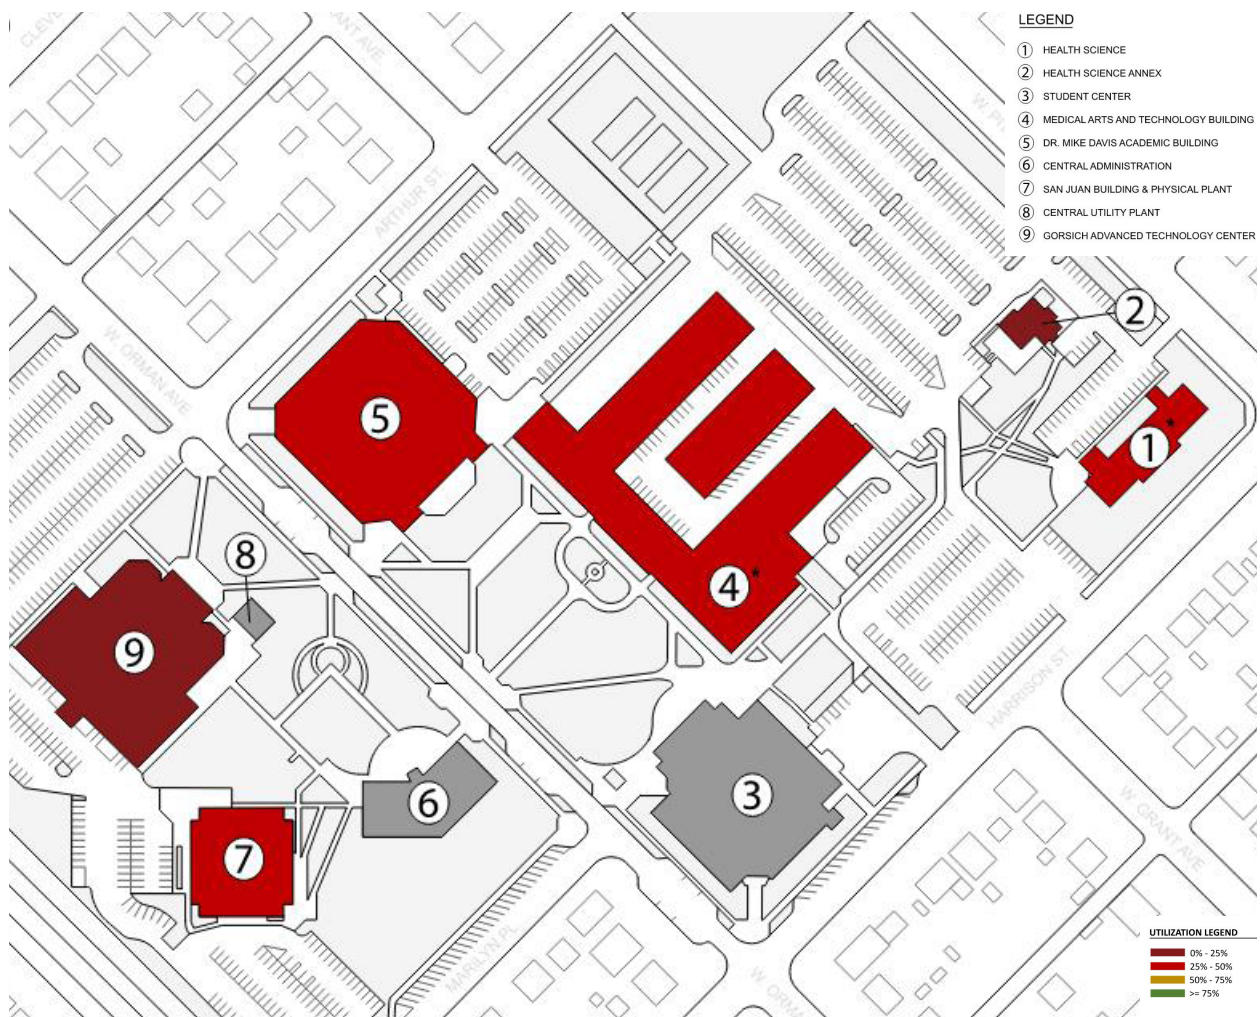 LEGEND
1 HEALTH SCIENCE
2 HEALTH SCIENCE ANNEX
3 STUDENT CENTER
4 MEDICAL ARTS AND TECHNOLOGY BUILDING
5 DR. MIKE DAVIS ACADEMIC BUILDING
6 CENTRAL ADMINISTRATION
7 SAN JUAN BUILDING & PHYSICAL PLANT
8 CENTRAL UTILITY PLANT
9 GORSICH ADVANCED TECHNOLOGY CENTER
ARTHUR ST.
W. ORMAN AVE
2
5
1 *
8
4 *
9
HARRISON ST.
3
6
W. GRANT AVE
7
MARILYN PL.
UTILIZATION LEGEND
0% - 25%
25% - 50%
50% - 75%
>= 75%